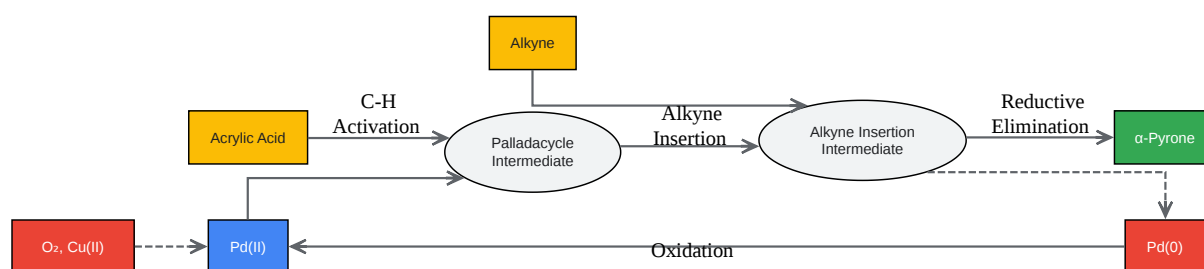 Alkyne
C-H
Activation
Acrylic Acid
Palladacycle
Intermediate
Alkyne
Insertion
Alkyne Insertion
Intermediate
Reductive
Elimination
α-Pyrone
O₂, Cu(II)
Pd(II)
Oxidation
Pd(0)